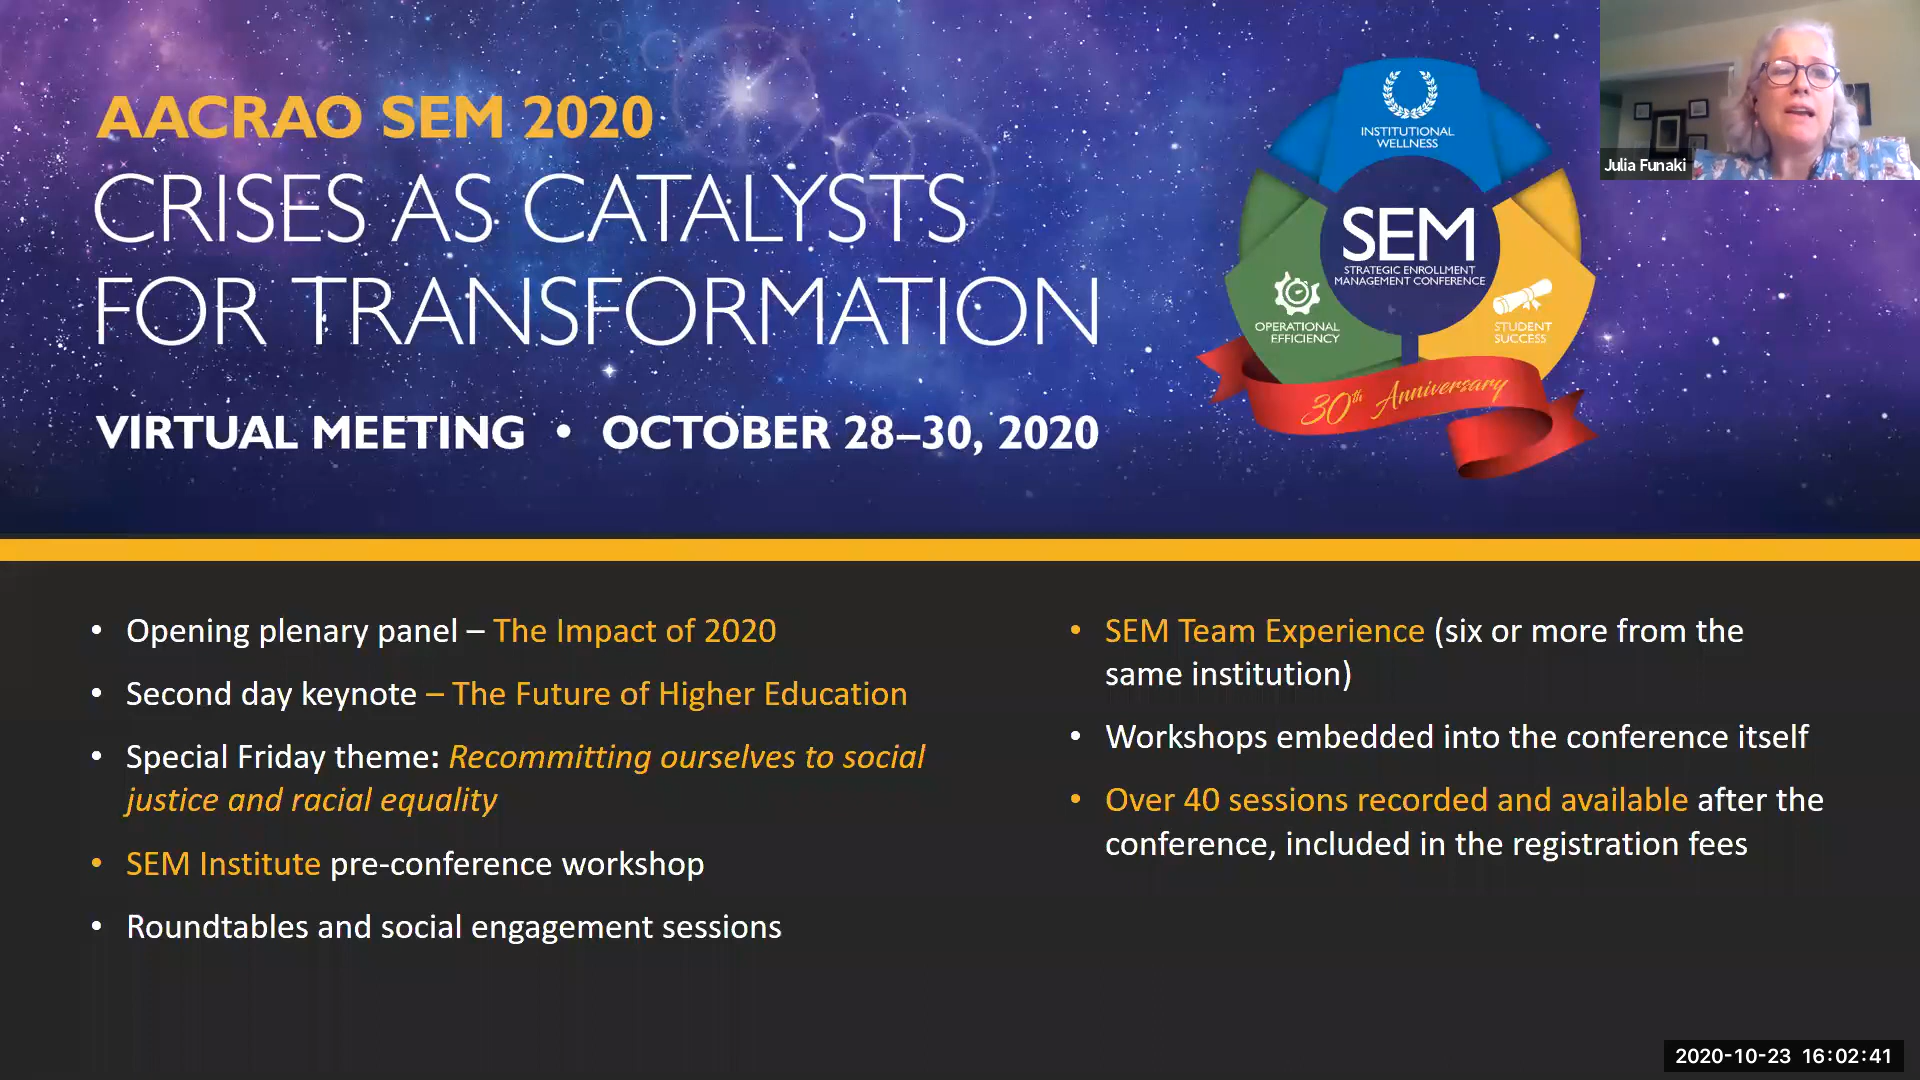 AACRAO SEM 2020
CRISES AS CATALYSTS
FOR TRANSFORMATION
VIRTUAL MEETING • OCTOBER 28–30, 2020
INSTITUTIONAL
WELLNESS
SEM
STRATEGIC ENROLLMENT
MANAGEMENT CONFERENCE
OPERATIONAL
EFFICIENCY
STUDENT
SUCCESS
30th Anniversary
Julia Funaki
• Opening plenary panel – The Impact of 2020
• Second day keynote – The Future of Higher Education
• Special Friday theme: Recommitting ourselves to social
justice and racial equality
• SEM Institute pre-conference workshop
• Roundtables and social engagement sessions
• SEM Team Experience (six or more from the
same institution)
• Workshops embedded into the conference itself
• Over 40 sessions recorded and available after the
conference, included in the registration fees
2020-10-23 16:02:41